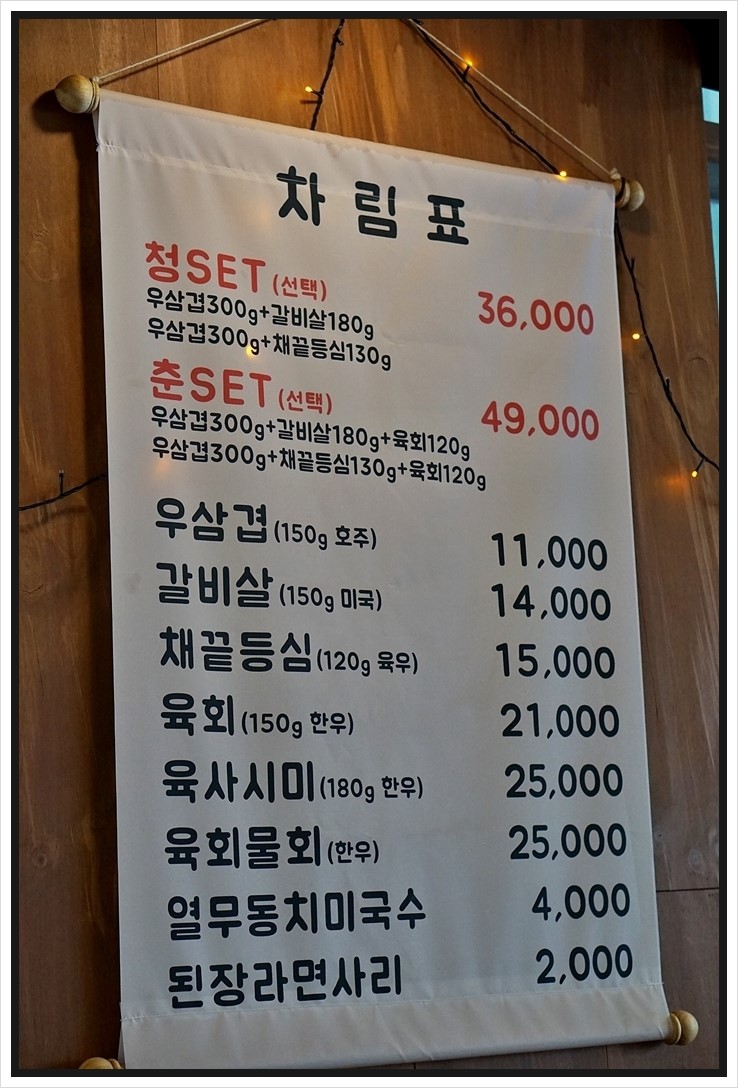 차림표
청SET (선택) 36,000
우삼겹300g+갈비살180g
우삼겹300g+채끝등심130g
춘SET (선택) 49,000
우삼겹300g+갈비살180g+육회120g
우삼겹300g+채끝등심130g+육회120g
우삼겹 (150g 호주) 11,000
갈비살 (150g 미국) 14,000
채끝등심 (120g 육우) 15,000
육회 (150g 한우) 21,000
육사시미 (180g 한우) 25,000
육회물회 (한우) 25,000
열무동치미국수 4,000
된장라면사리 2,000